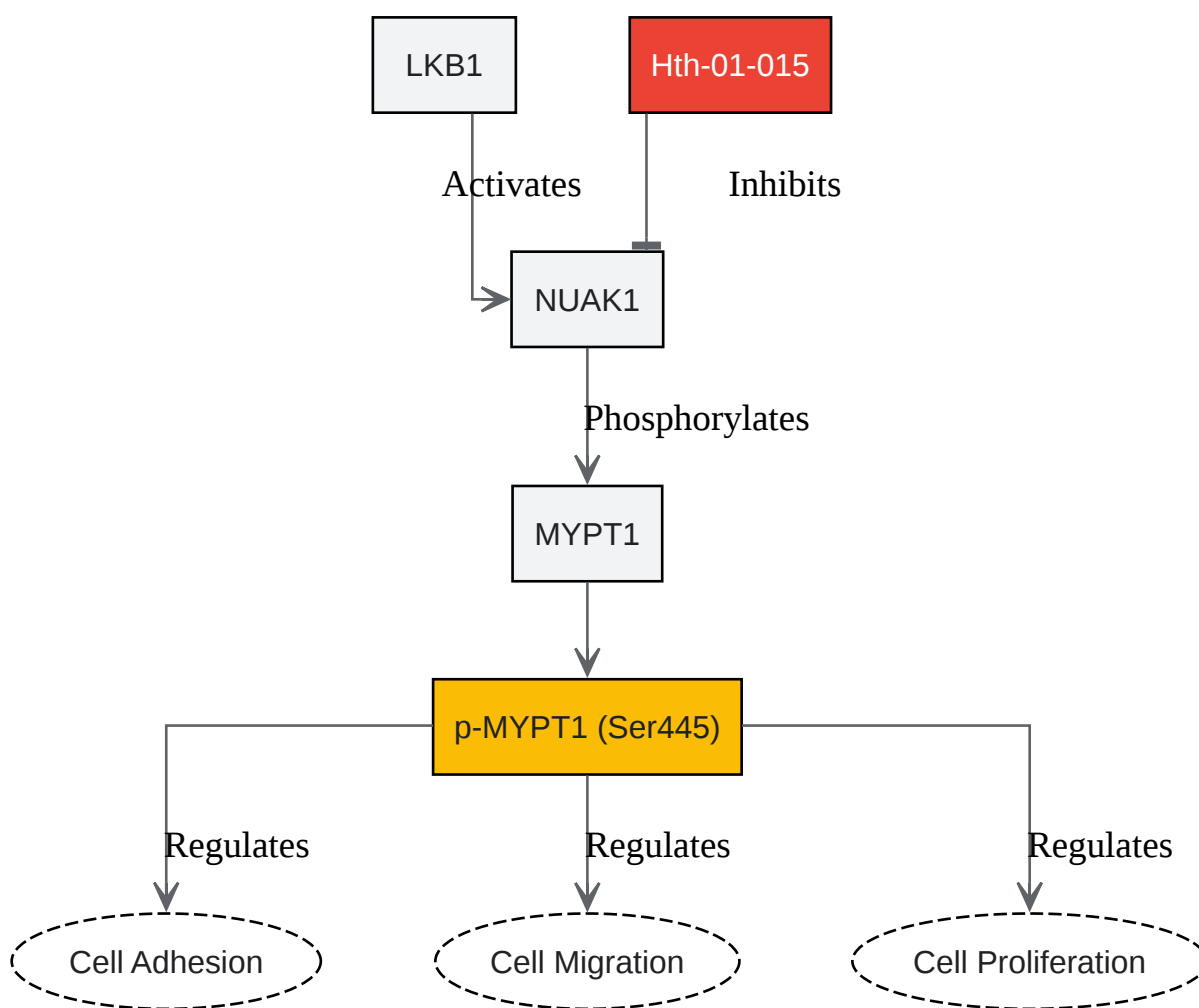 LKB1
Hth-01-015
Activates
Inhibits
NUAK1
Phosphorylates
MYPT1
p-MYPT1 (Ser445)
Regulates
Regulates
Regulates
Cell Adhesion
Cell Migration
Cell Proliferation